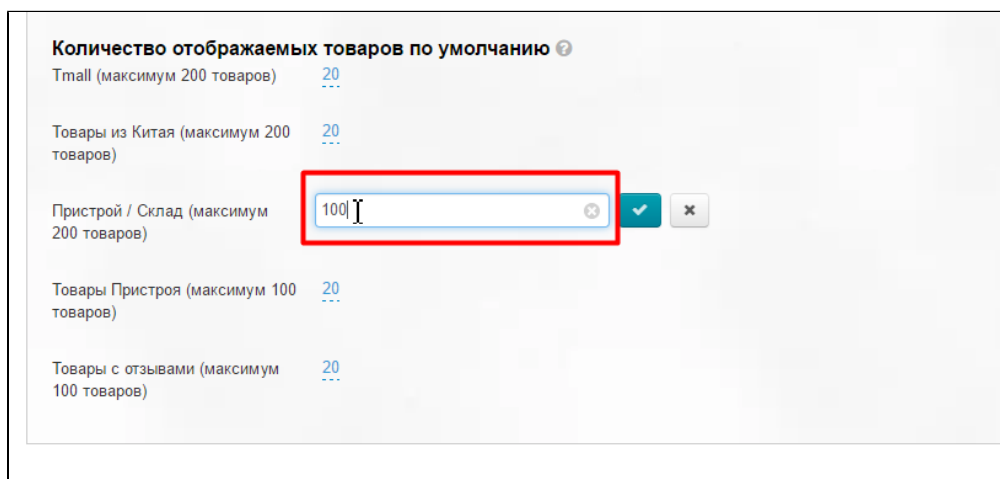 Количество отображаемых товаров по умолчанию
Tmall (максимум 200 товаров) 20
Товары из Китая (максимум 200 20
товаров)
Пристрой / Склад (максимум 100
200 товаров)
Товары Пристроя (максимум 100 20
товаров)
Товары с отзывами (максимум 20
100 товаров)